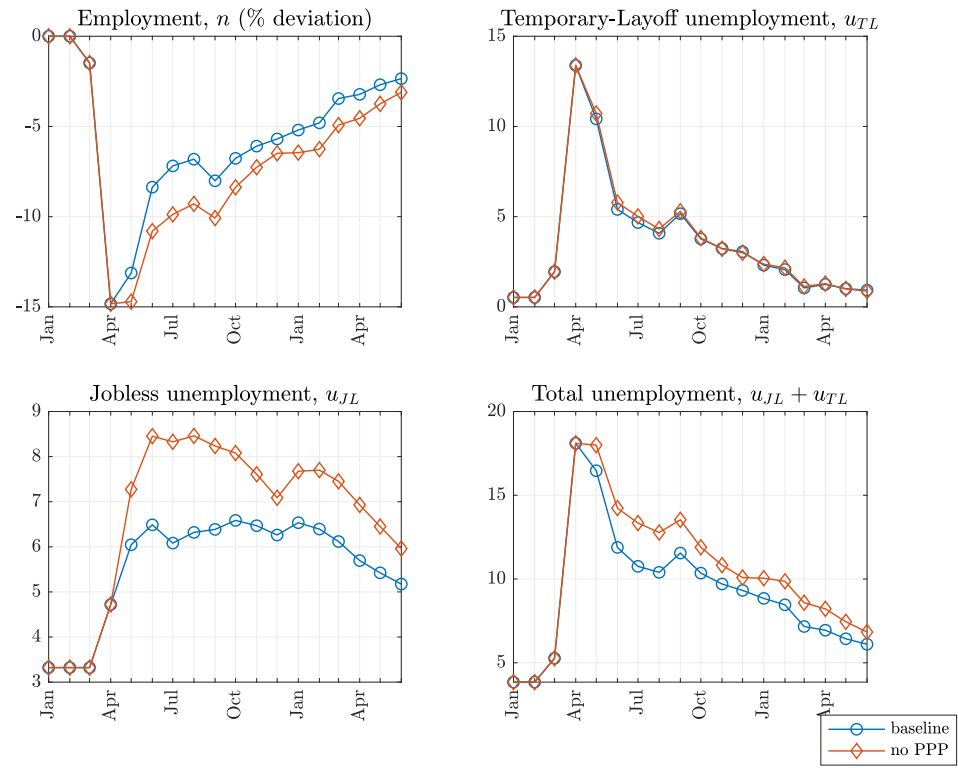 Employment, n (% deviation)
0
-5
-10
-15
Jan
Apr
Jul
Oct
Jan
Apr
Temporary-Layoff unemployment, u_TL
15
10
5
0
Jan
Apr
Jul
Oct
Jan
Apr
Jobless unemployment, u_JL
9
8
7
6
5
4
3
Jan
Apr
Jul
Oct
Jan
Apr
Total unemployment, u_JL + u_TL
20
15
10
5
Jan
Apr
Jul
Oct
Jan
Apr
baseline
no PPP